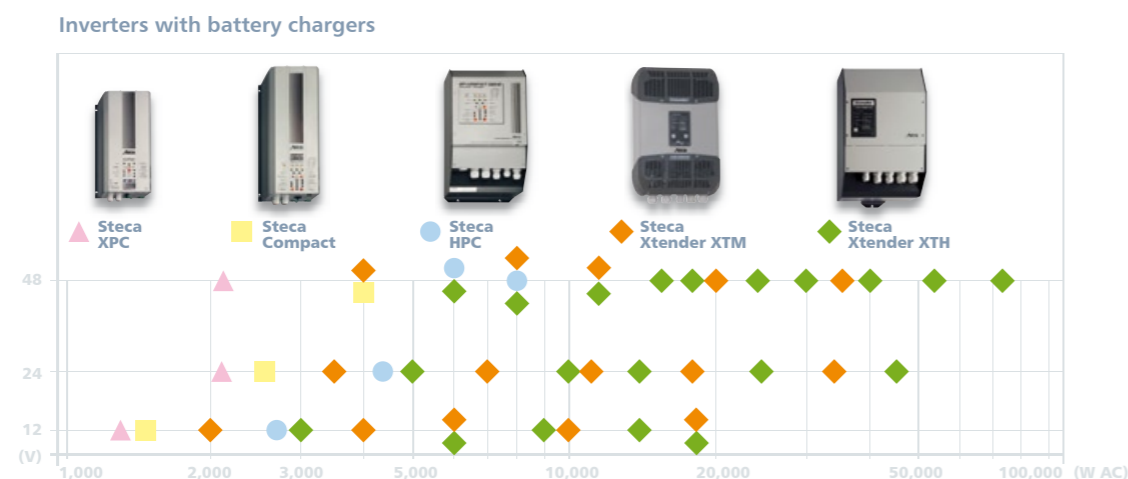 Inverters with battery chargers
Steca
XPC
Steca
Compact
Steca
HPC
Steca
Xtender XTM
Steca
Xtender XTH
48
24
12
(V)
1,000 2,000 3,000 5,000 10,000 20,000 50,000 100,000 (W AC)